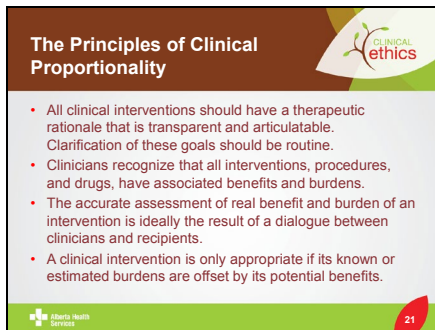 The Principles of Clinical
Proportionality
CLINICAL
ethics
• All clinical interventions should have a therapeutic
rationale that is transparent and articulatable.
Clarification of these goals should be routine.
• Clinicians recognize that all interventions, procedures,
and drugs, have associated benefits and burdens.
• The accurate assessment of real benefit and burden of an
intervention is ideally the result of a dialogue between
clinicians and recipients.
• A clinical intervention is only appropriate if its known or
estimated burdens are offset by its potential benefits.
Alberta Health
Services
21